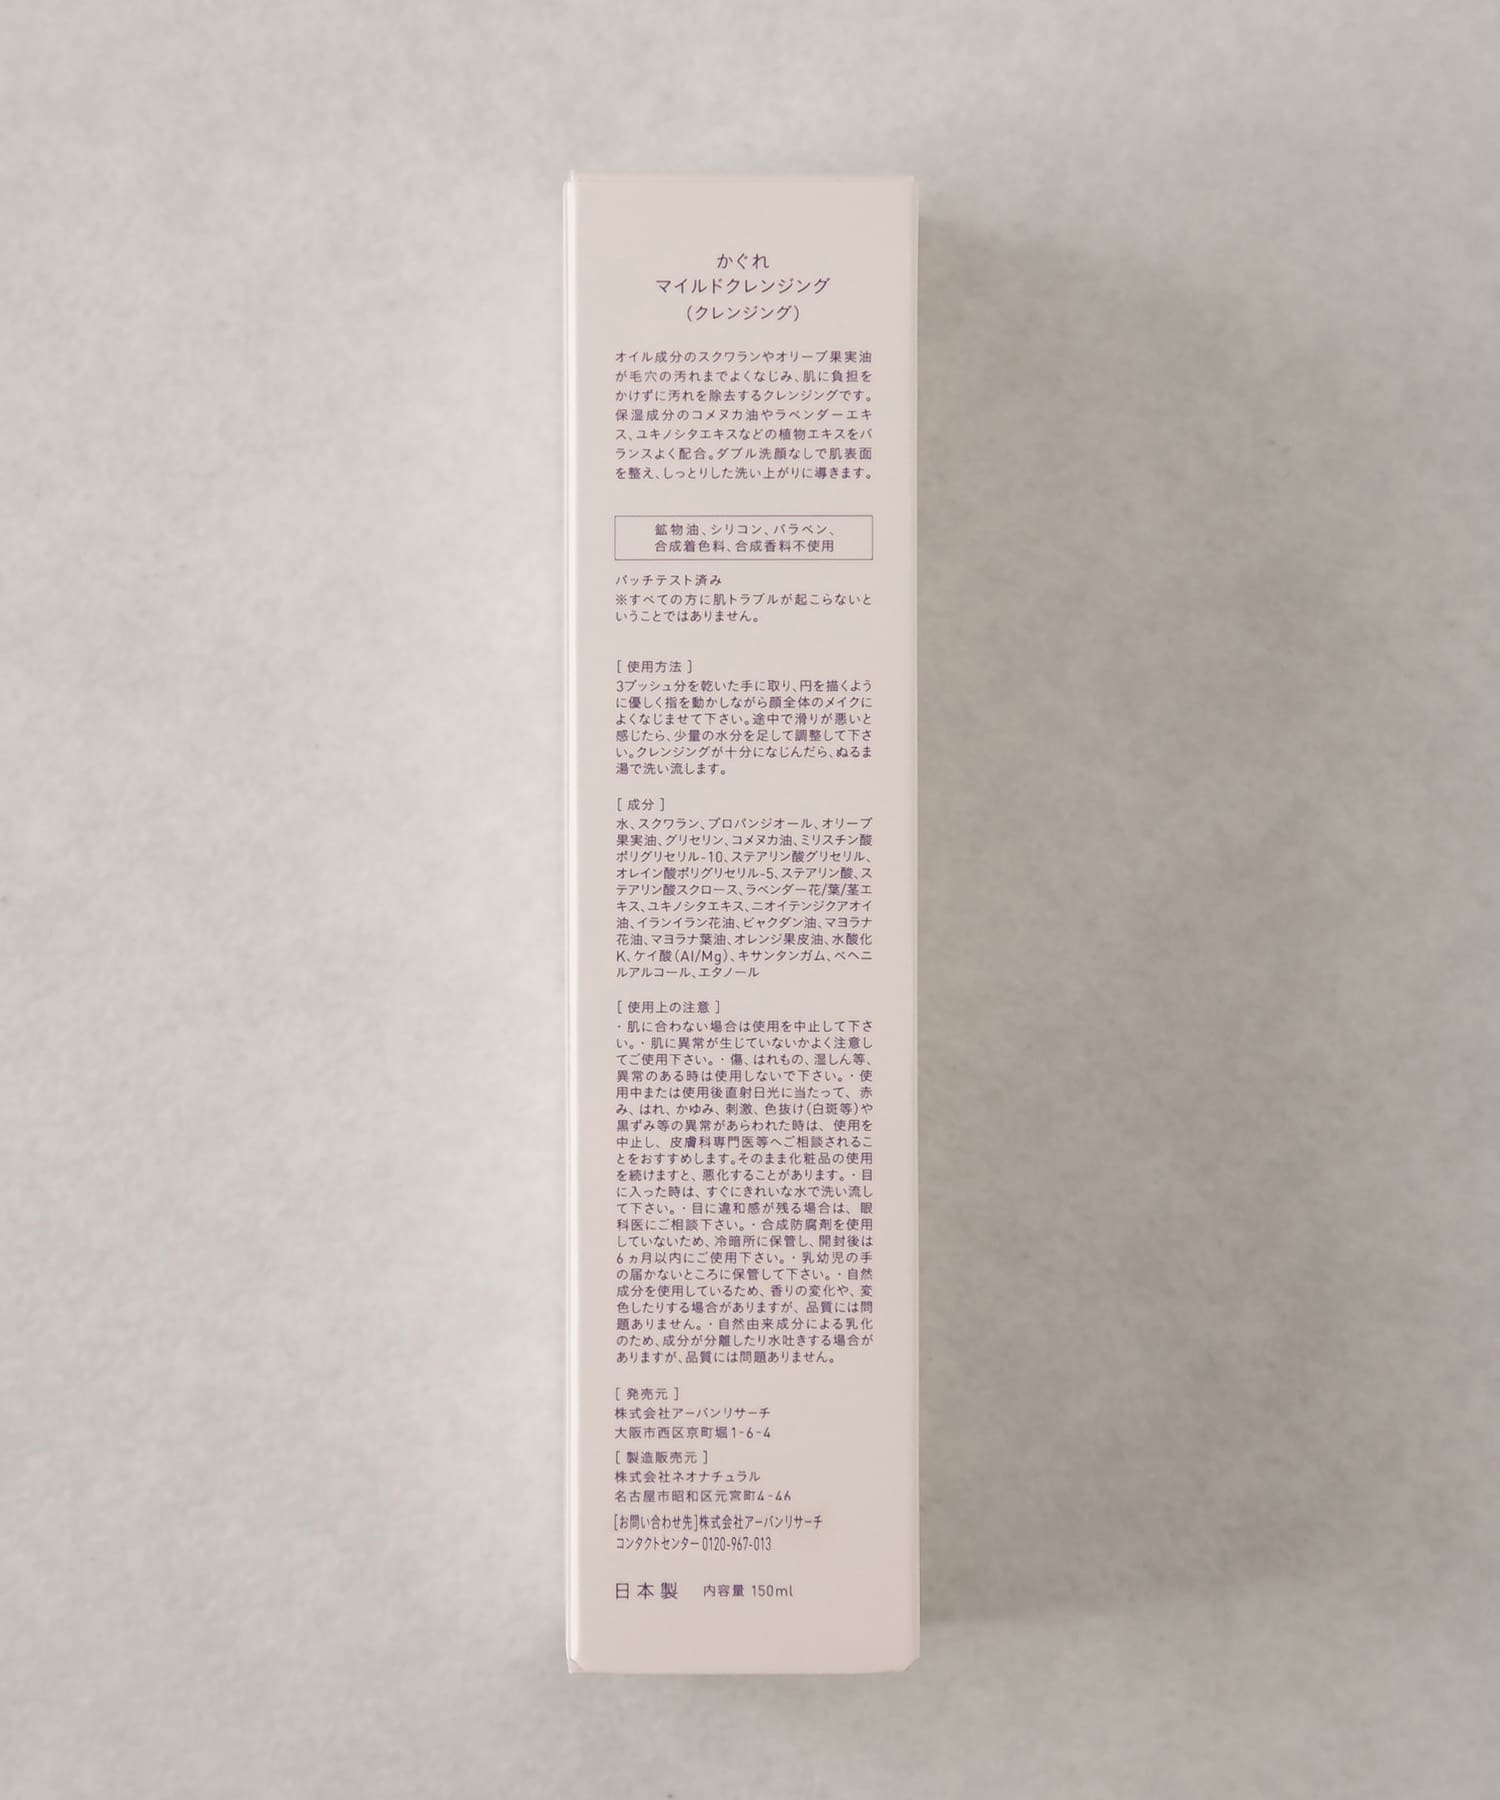 かぐれ
マイルドクレンジング
(クレンジング)
オイル成分のスクワランやオリーブ果実油
が毛穴の汚れまでよくなじみ、肌に負担を
かけずに汚れを除去するクレンジングです。
保湿成分のコメヌカ油やラベンダーエキ
ス、ユキノシタエキスなどの植物エキスをバ
ランスよく配合。ダブル洗顔なしで肌表面
を整え、しっとりした洗い上がりに導きます。
鉱物油、シリコン、パラベン、
合成着色料、合成香料不使用
パッチテスト済み
※すべての方に肌トラブルが起こらないと
いうことではありません。
[ 使用方法 ]
3プッシュ分を乾いた手に取り、円を描くよう
に優しく指を動かしながら顔全体のメイクに
よくなじませて下さい。途中で滑りが悪いと
感じたら、少量の水分を足して調整して下さ
い。クレンジングが十分になじんだら、ぬるま
湯で洗い流します。
[ 成分 ]
水、スクワラン、プロパンジオール、オリーブ
果実油、グリセリン、コメヌカ油、ミリスチン酸
ポリグリセリル-10、ステアリン酸グリセリル、
オレイン酸ポリグリセリル-5、ステアリン酸、ス
テアリン酸スクロース、ラベンダー花/葉/茎エ
キス、ユキノシタエキス、ニオイテンジクアオイ
油、イランイラン花油、ビャクダン油、マヨラナ
花油、マヨラナ葉油、オレンジ果皮油、水酸化
K、ケイ酸(Al/Mg)、キサンタンガム、ベヘニ
ルアルコール、エタノール
[ 使用上の注意 ]
・肌に合わない場合は使用を中止して下さ
い。・肌に異常が生じていないかよく注意し
てご使用下さい。・傷、はれもの、湿しん等、
異常のある時は使用しないで下さい。・使
用中または使用後直射日光に当たって、赤
み、はれ、かゆみ、刺激、色抜け(白斑等)や
黒ずみ等の異常があらわれた時は、使用を
中止し、皮膚科専門医等へご相談されるこ
とをおすすめします。そのまま化粧品の使用
を続けますと、悪化することがあります。・目
に入った時は、すぐにきれいな水で洗い流し
て下さい。・目に違和感が残る場合は、眼
科医にご相談下さい。・合成防腐剤を使用
していないため、冷暗所に保管し、開封後は
6ヵ月以内にご使用下さい。・乳幼児の手
の届かないところに保管して下さい。・自然
成分を使用しているため、香りの変化や、変
色したりする場合がありますが、品質には問
題ありません。・自然由来成分による乳化
のため、成分が分離したり水吐きする場合が
ありますが、品質には問題ありません。
[ 発売元 ]
株式会社アーバンリサーチ
大阪市西区京町堀1-6-4
[ 製造販売元 ]
株式会社ネオナチュラル
名古屋市昭和区元宮町4-46
[お問い合わせ先]株式会社アーバンリサーチ
コンタクトセンター0120-967-013
日本製 内容量 150ml